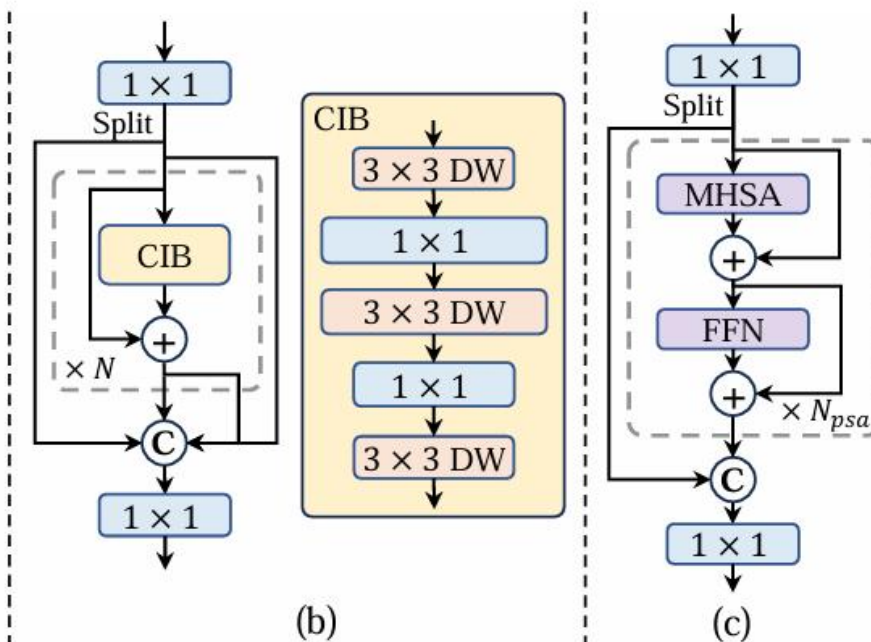 1 × 1
Split
CIB
+
× N
C
1 × 1
CIB
3 × 3 DW
1 × 1
3 × 3 DW
1 × 1
3 × 3 DW
(b)
1 × 1
Split
MHSA
+
FFN
+
× N_psa
C
1 × 1
(c)